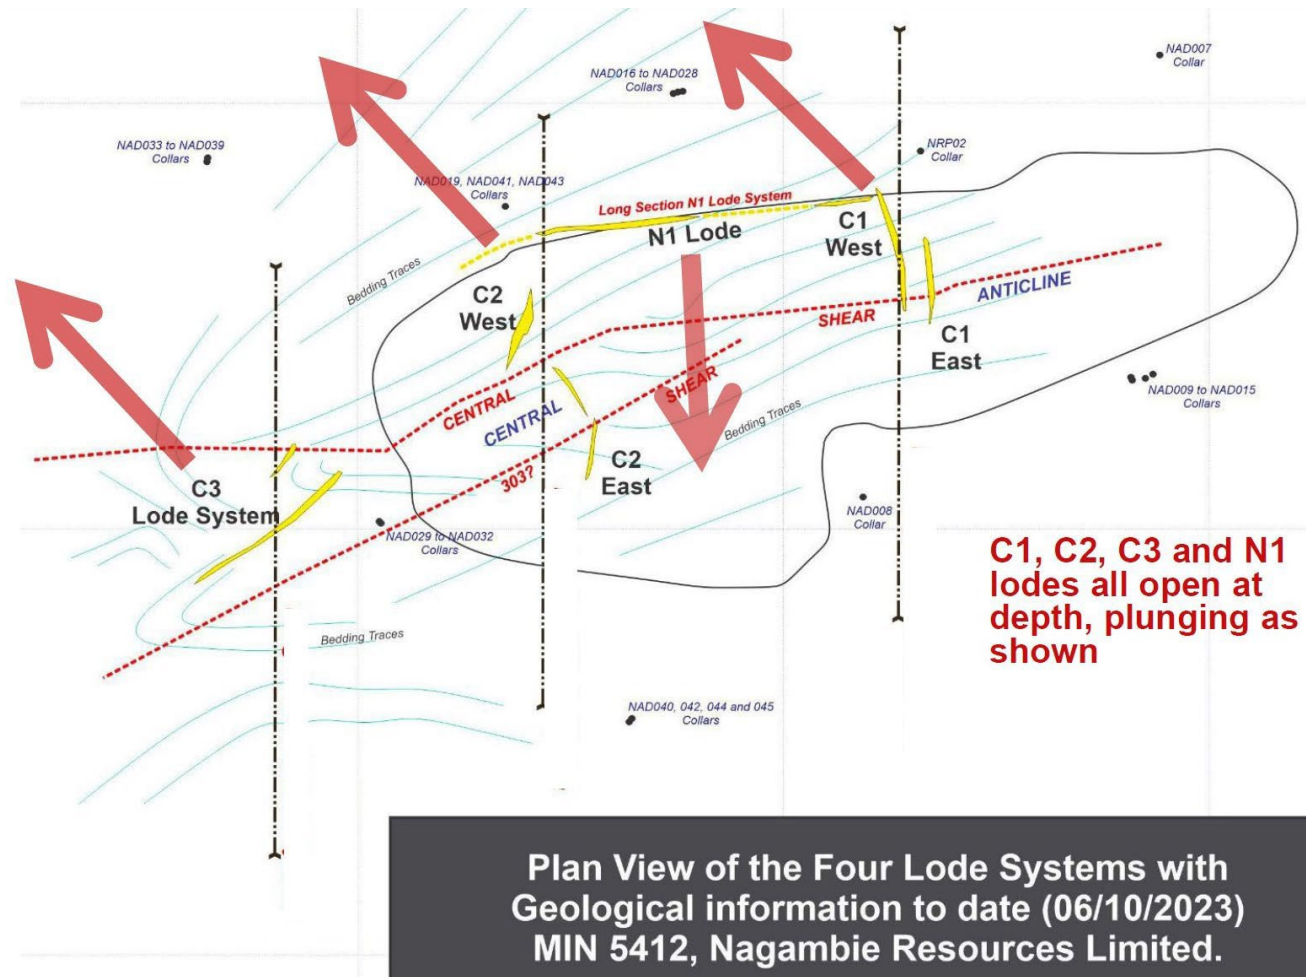 NAD007
Collar
NAD016 to NAD028
Collars
NAD033 to NAD039
Collars
NRP02
Collar
NAD019, NAD041, NAD043
Collars
Long Section N1 Lode System
N1 Lode
C1
West
Bedding Traces
C2
West
ANTICLINE
SHEAR
C1
East
SHEAR
CENTRAL
CENTRAL
NAD009 to NAD015
Collars
Bedding Traces
303?
C2
East
C3
Lode System
NAD008
Collar
NAD029 to NAD032
Collars
C1, C2, C3 and N1
lodes all open at
depth, plunging as
shown
Bedding Traces
NAD040, 042, 044 and 045
Collars
Plan View of the Four Lode Systems with
Geological information to date (06/10/2023)
MIN 5412, Nagambie Resources Limited.